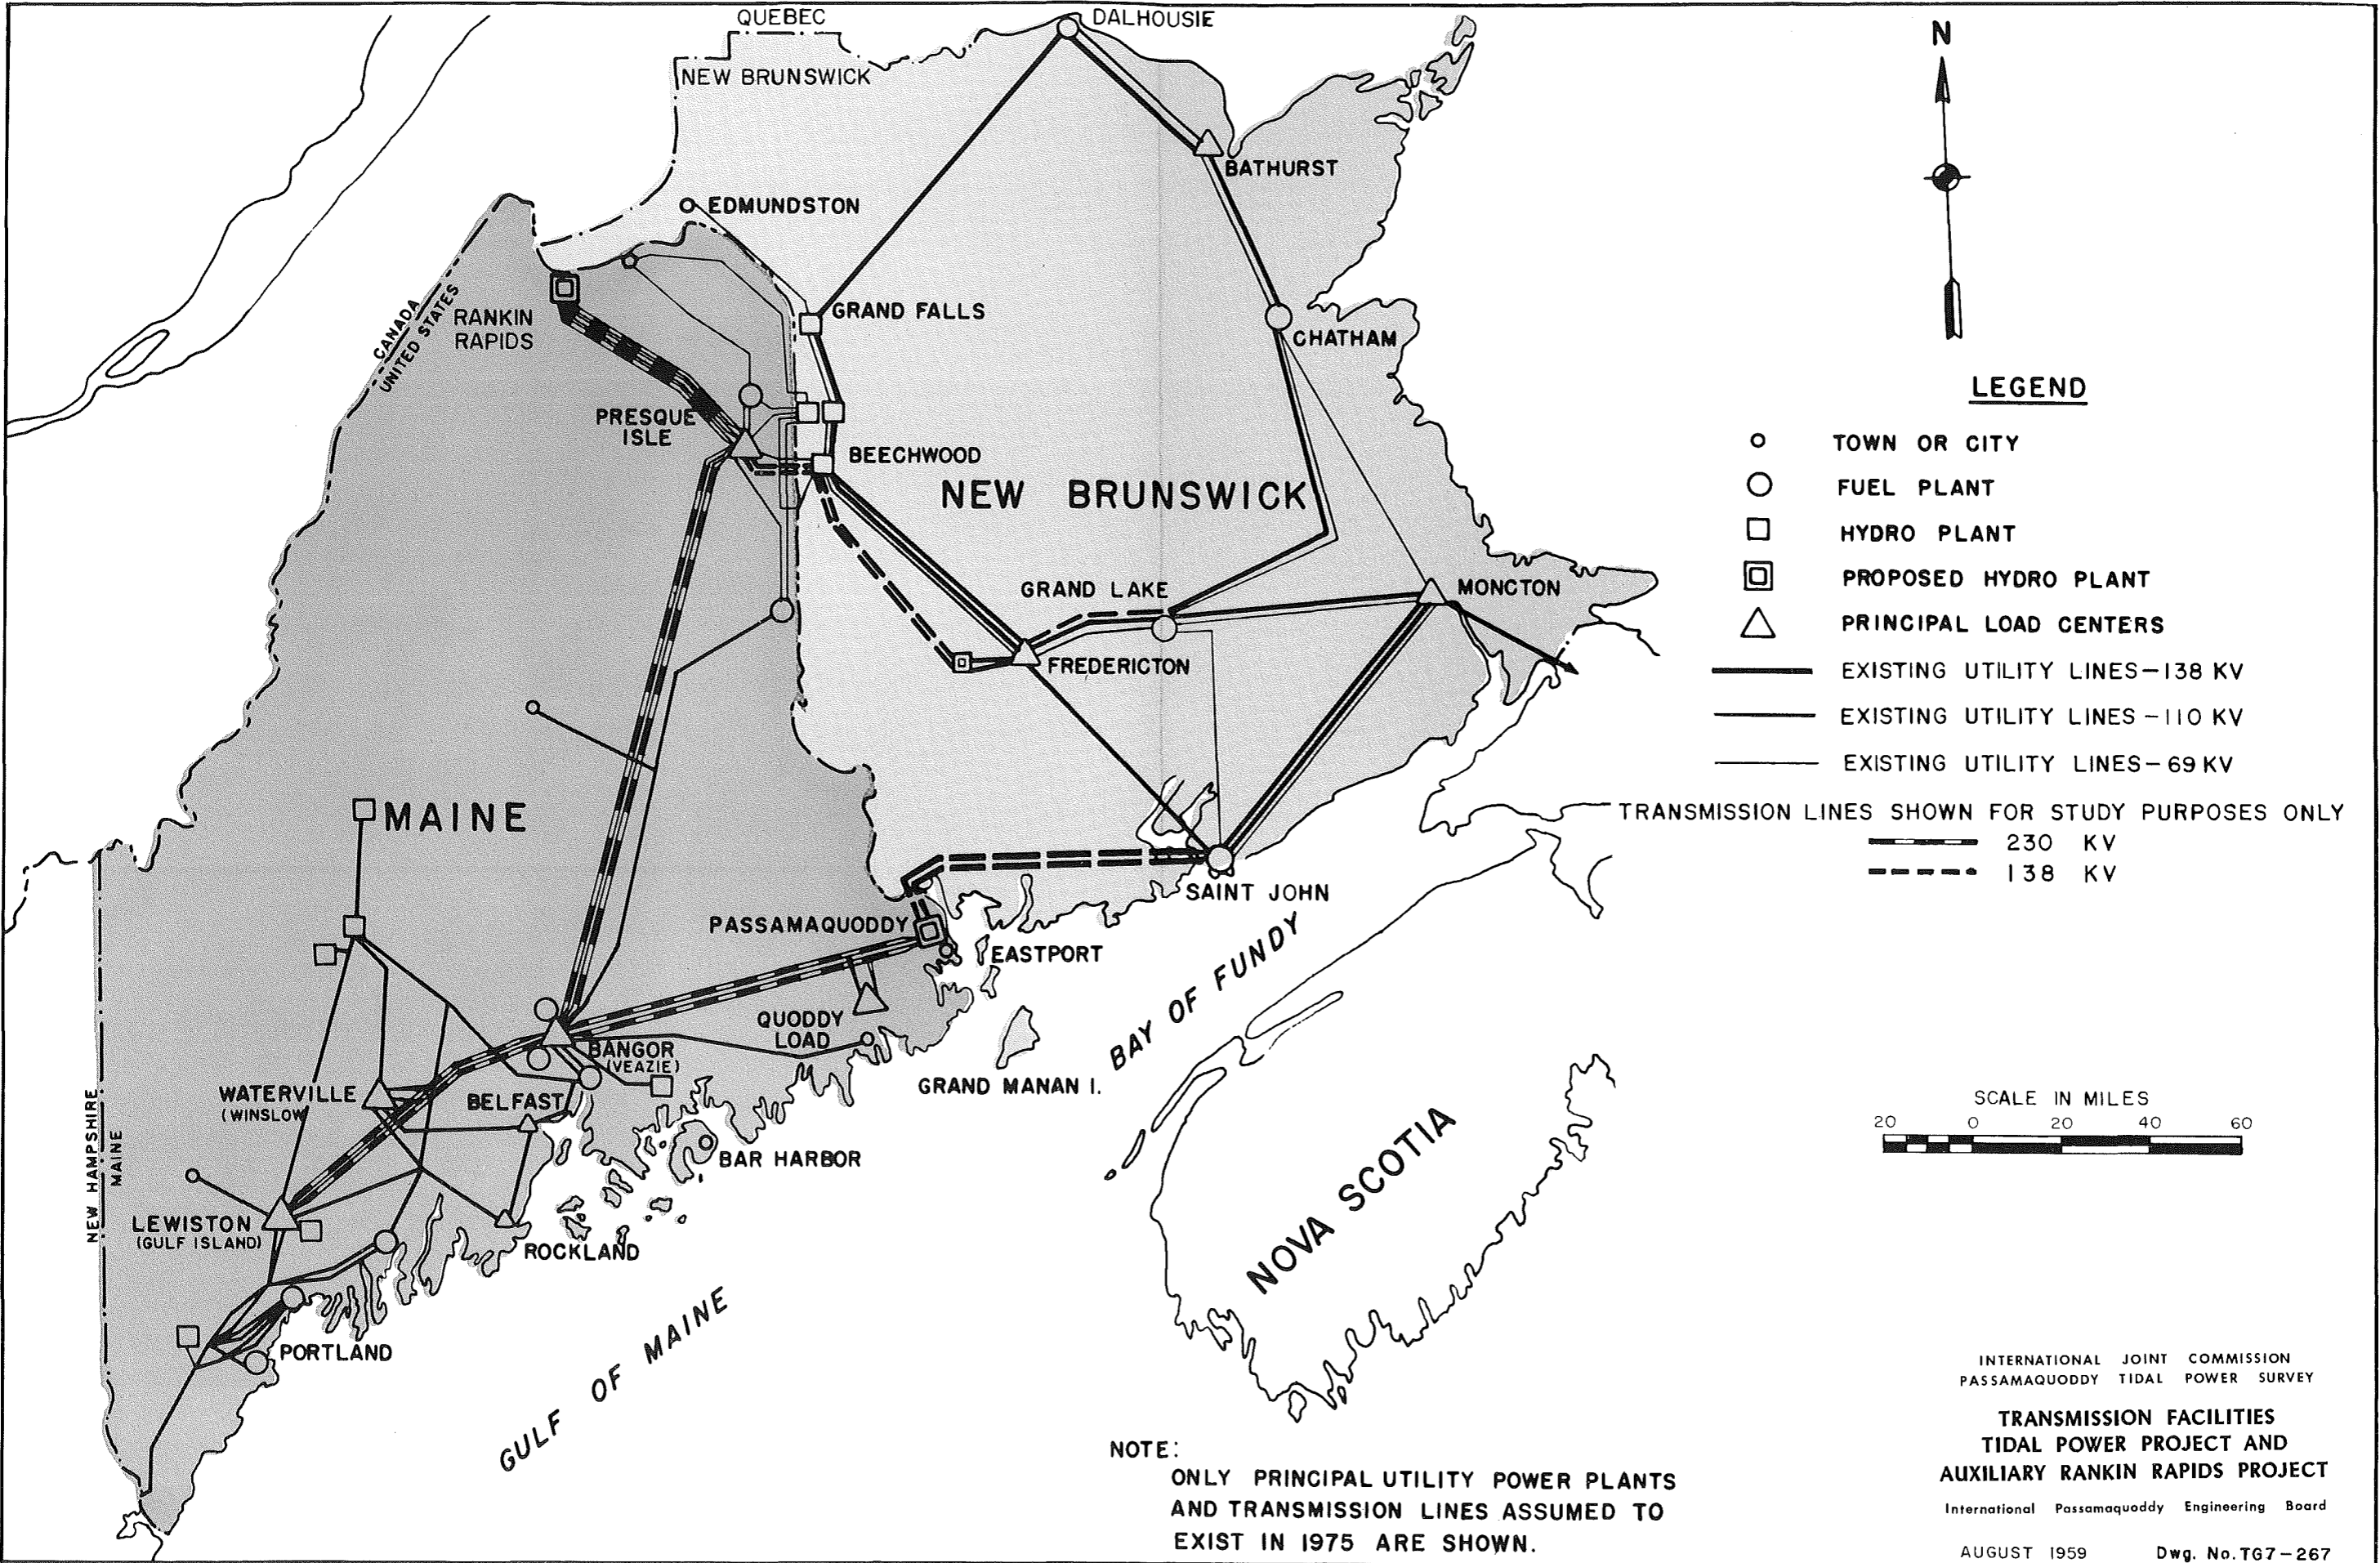 QUEBEC
DALHOUSIE
NEW BRUNSWICK
N
BATHURST
EDMUNDSTON
GRAND FALLS
CANADA
UNITED STATES
RANKIN
RAPIDS
CHATHAM
PRESQUE
ISLE
BEECHWOOD
NEW BRUNSWICK
GRAND LAKE
MONCTON
FREDERICTON
MAINE
SAINT JOHN
PASSAMAQUODDY
EASTPORT
QUODDY
LOAD
BAY OF FUNDY
BANGOR
(VEAZIE)
GRAND MANAN I.
WATERVILLE
(WINSLOW
BELFAST
NEW HAMPSHIRE
MAINE
BAR HARBOR
LEWISTON
(GULF ISLAND)
ROCKLAND
NOVA SCOTIA
PORTLAND
GULF OF MAINE
LEGEND
TOWN OR CITY
FUEL PLANT
HYDRO PLANT
PROPOSED HYDRO PLANT
PRINCIPAL LOAD CENTERS
EXISTING UTILITY LINES-138 KV
EXISTING UTILITY LINES-110 KV
EXISTING UTILITY LINES-69 KV
TRANSMISSION LINES SHOWN FOR STUDY PURPOSES ONLY
230 KV
138 KV
SCALE IN MILES
20 0 20 40 60
NOTE:
ONLY PRINCIPAL UTILITY POWER PLANTS
AND TRANSMISSION LINES ASSUMED TO
EXIST IN 1975 ARE SHOWN.
INTERNATIONAL JOINT COMMISSION
PASSAMAQUODDY TIDAL POWER SURVEY
TRANSMISSION FACILITIES
TIDAL POWER PROJECT AND
AUXILIARY RANKIN RAPIDS PROJECT
International Passamaquoddy Engineering Board
AUGUST 1959 Dwg. No. TG7-267